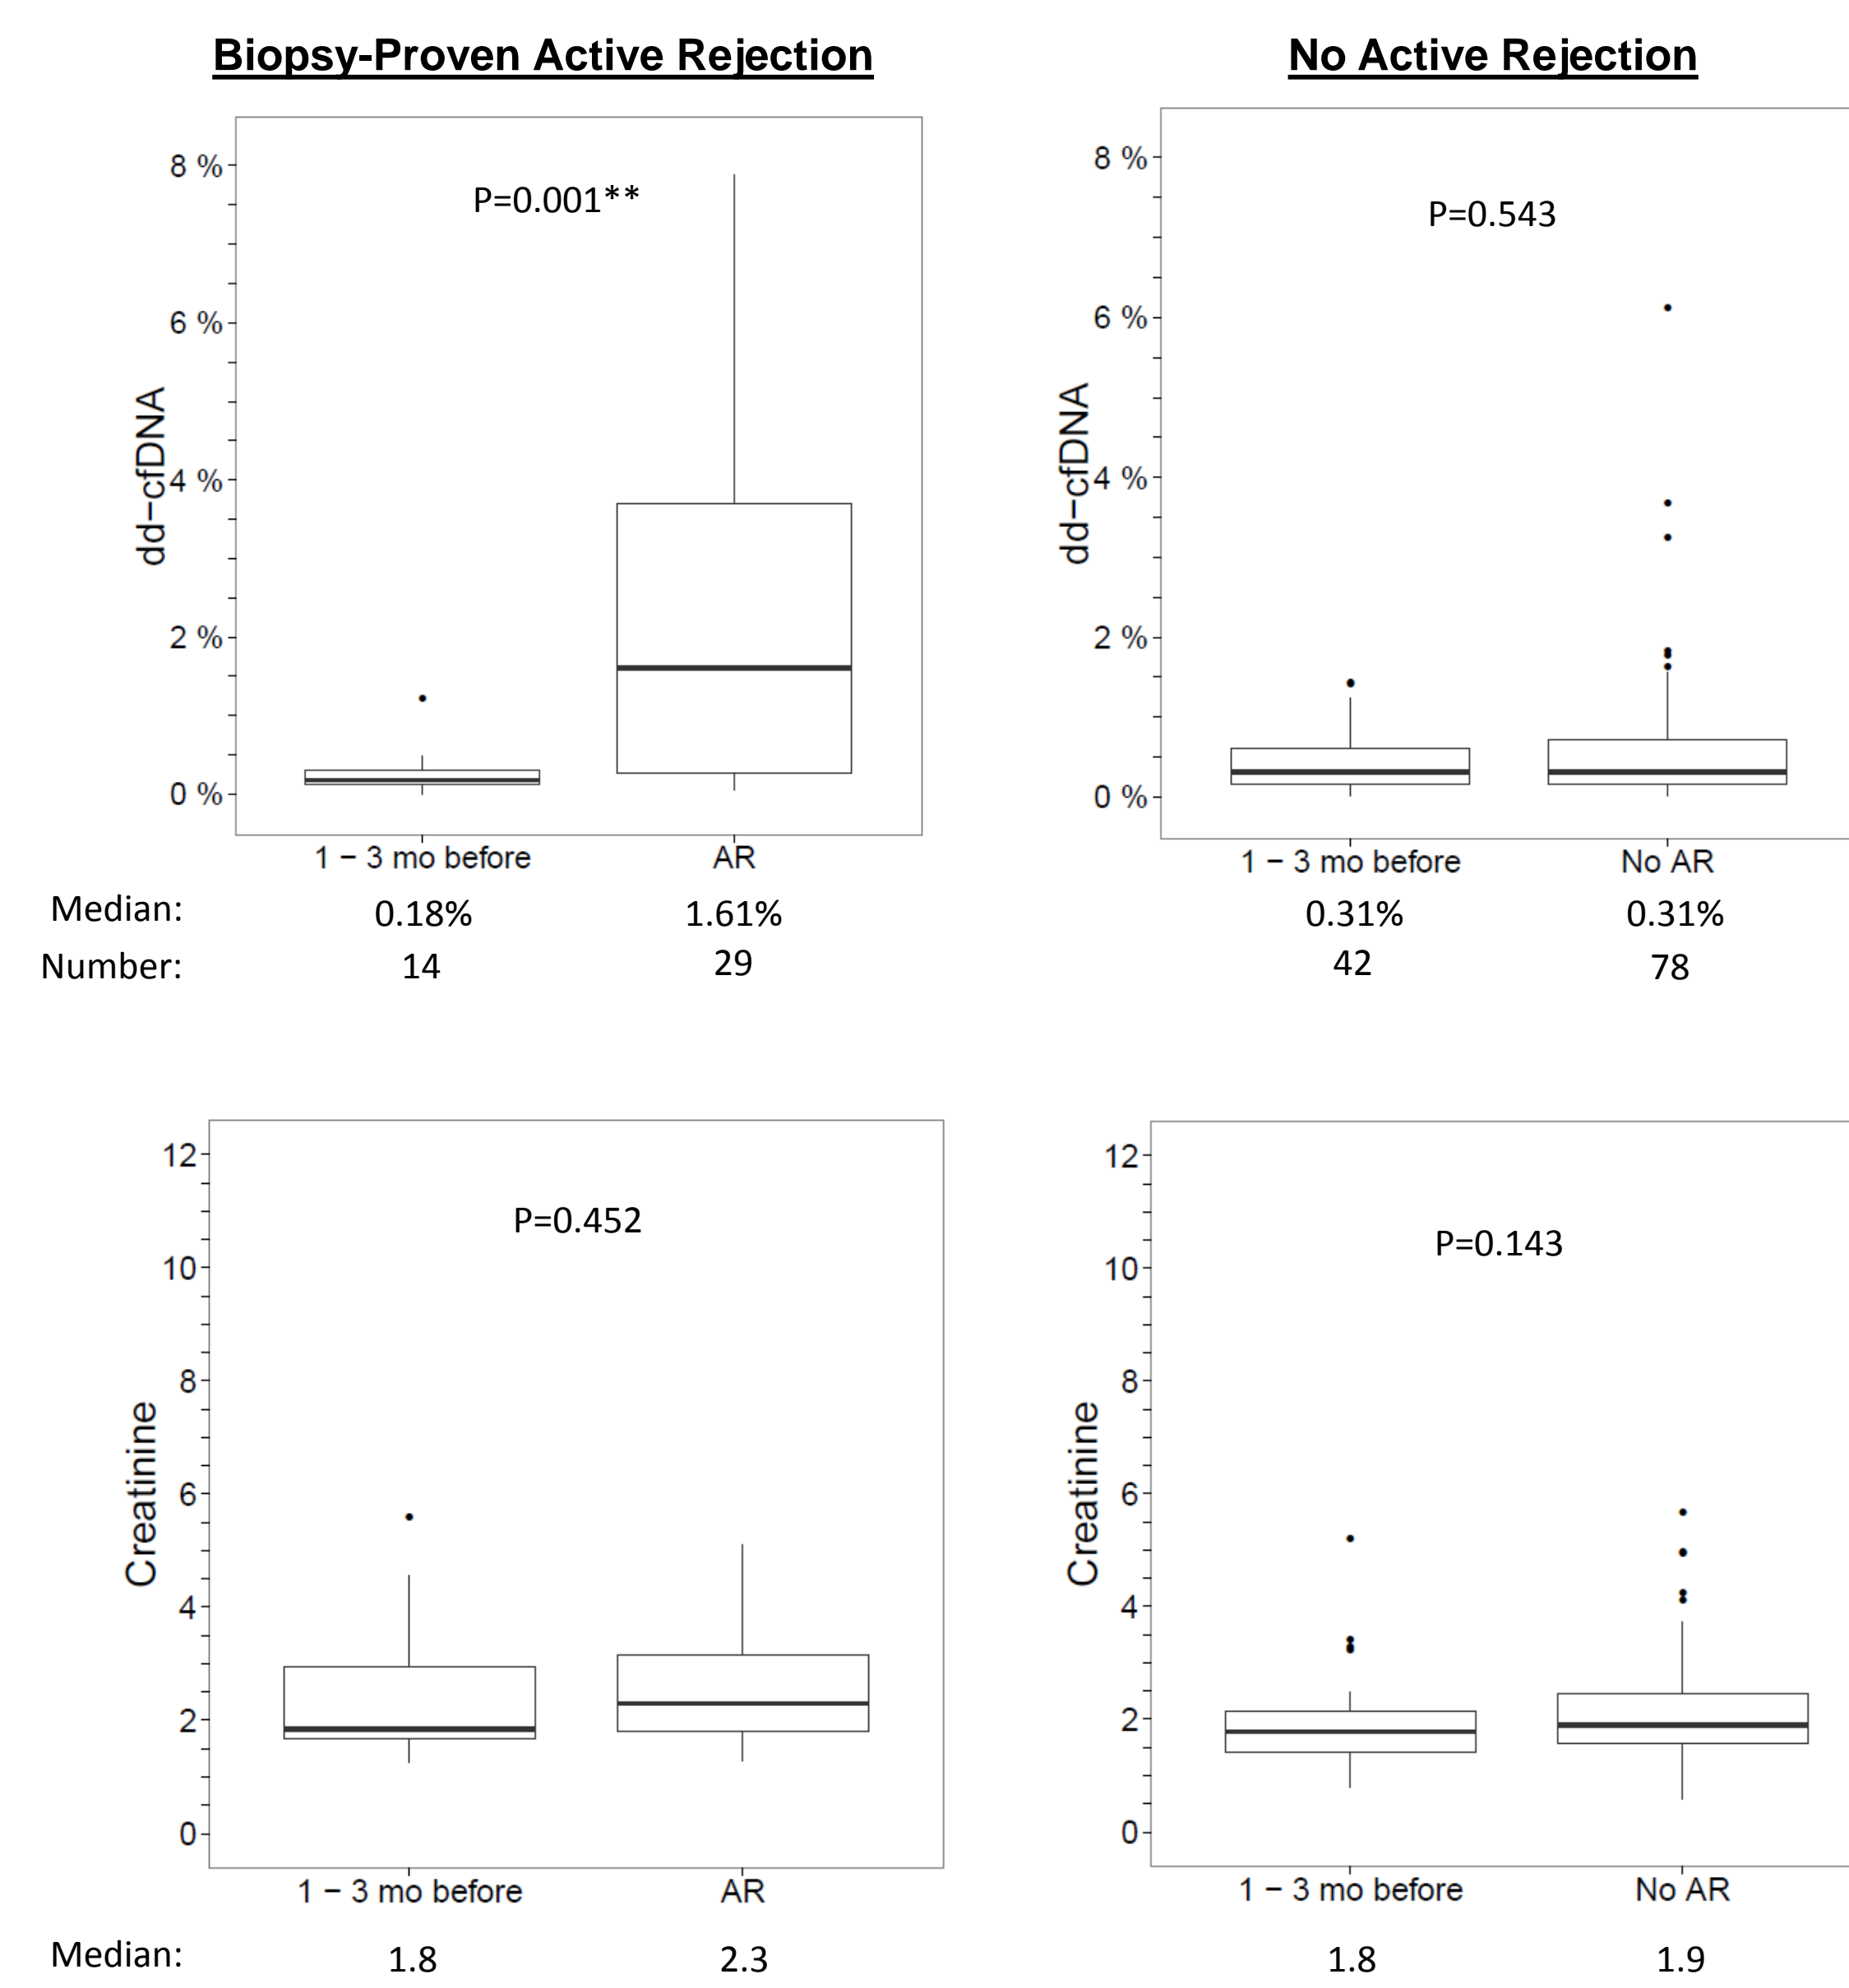 Biopsy-Proven Active Rejection
No Active Rejection
P=0.001**
8 %
6 %
4 %
2 %
0 %
dd−cfDNA
1 − 3 mo before
AR
P=0.543
8 %
6 %
4 %
2 %
0 %
dd−cfDNA
1 − 3 mo before
No AR
Median: 0.18% 1.61% 0.31% 0.31%
Number: 14 29 42 78
P=0.452
12
10
8
6
4
2
0
Creatinine
1 − 3 mo before
AR
P=0.143
12
10
8
6
4
2
0
Creatinine
1 − 3 mo before
No AR
Median: 1.8 2.3 1.8 1.9